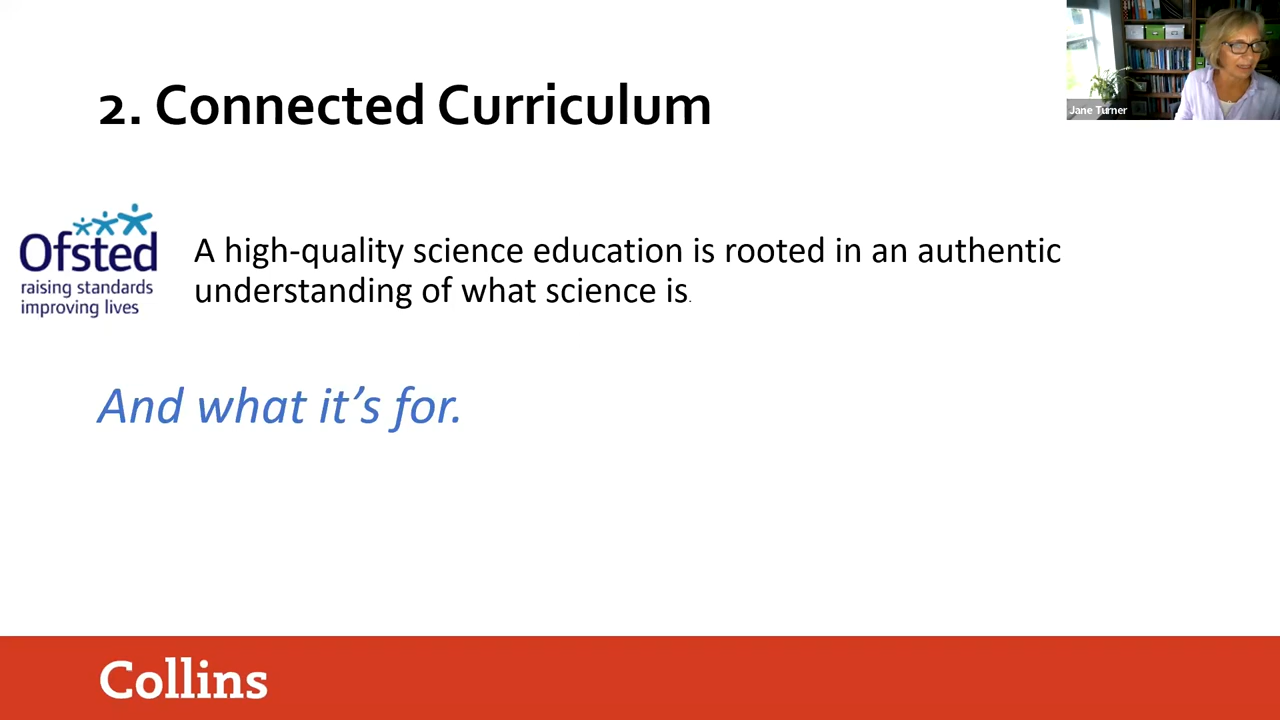 2. Connected Curriculum
Jane Turner
Ofsted
raising standards
improving lives
A high-quality science education is rooted in an authentic
understanding of what science is.
And what it’s for.
Collins